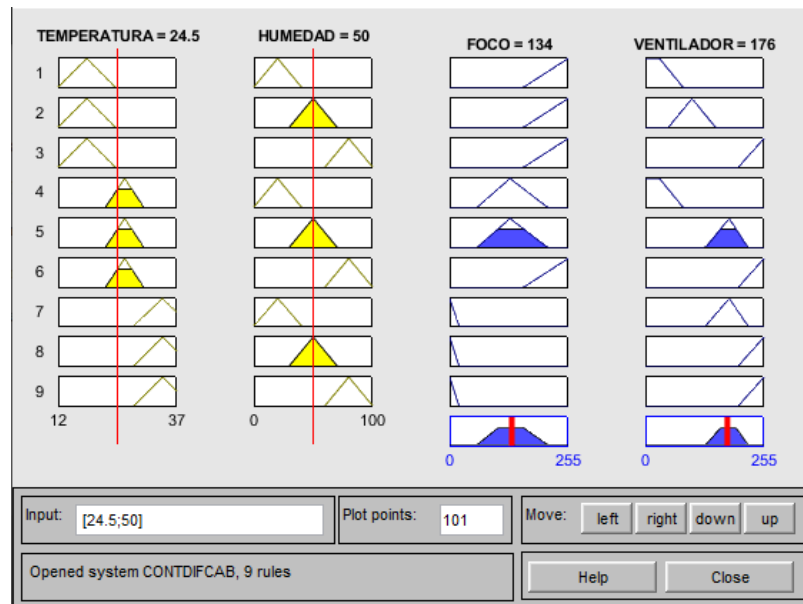 TEMPERATURA = 24.5
HUMEDAD = 50
FOCO = 134
VENTILADOR = 176
1
2
3
4
5
6
7
8
9
12
37
0
100
0
255
0
255
Input: [24.5;50]
Plot points: 101
Move: left right down up
Opened system CONTDIFCAB, 9 rules
Help
Close